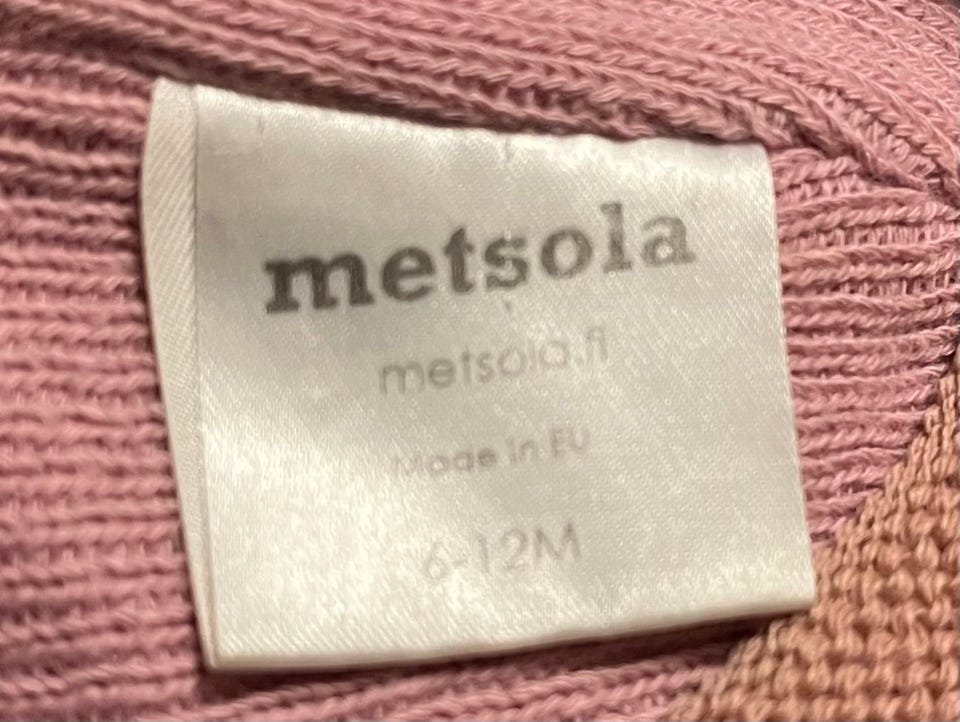 metsola
metsola.fi
Made in EU
6-12M